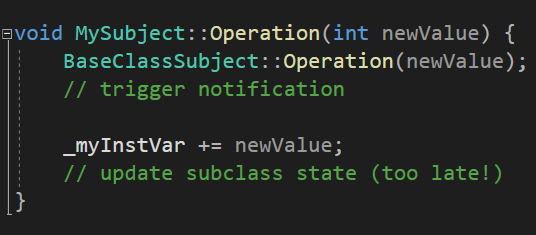 void MySubject::Operation(int newValue) {
BaseClassSubject::Operation(newValue);
// trigger notification
_myInstVar += newValue;
// update subclass state (too late!)
}